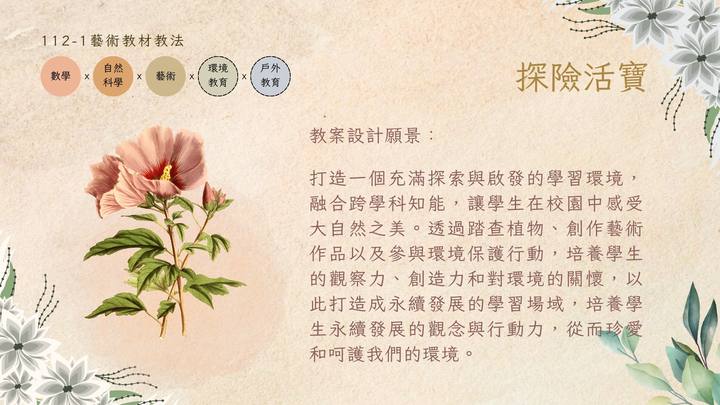 112-1藝術教材教法
數學 x 自然 x 藝術 x 環境 x 戶外
科學 教育 教育
探險活寶
教案設計願景：
打造一個充滿探索與啟發的學習環境，
融合跨學科知能，讓學生在校園中感受
大自然之美。透過踏查植物、創作藝術
作品以及參與環境保護行動，培養學生
的觀察力、創造力和對環境的關懷，以
此打造成永續發展的學習場域，培養學
生永續發展的觀念與行動力，從而珍愛
和呵護我們的環境。